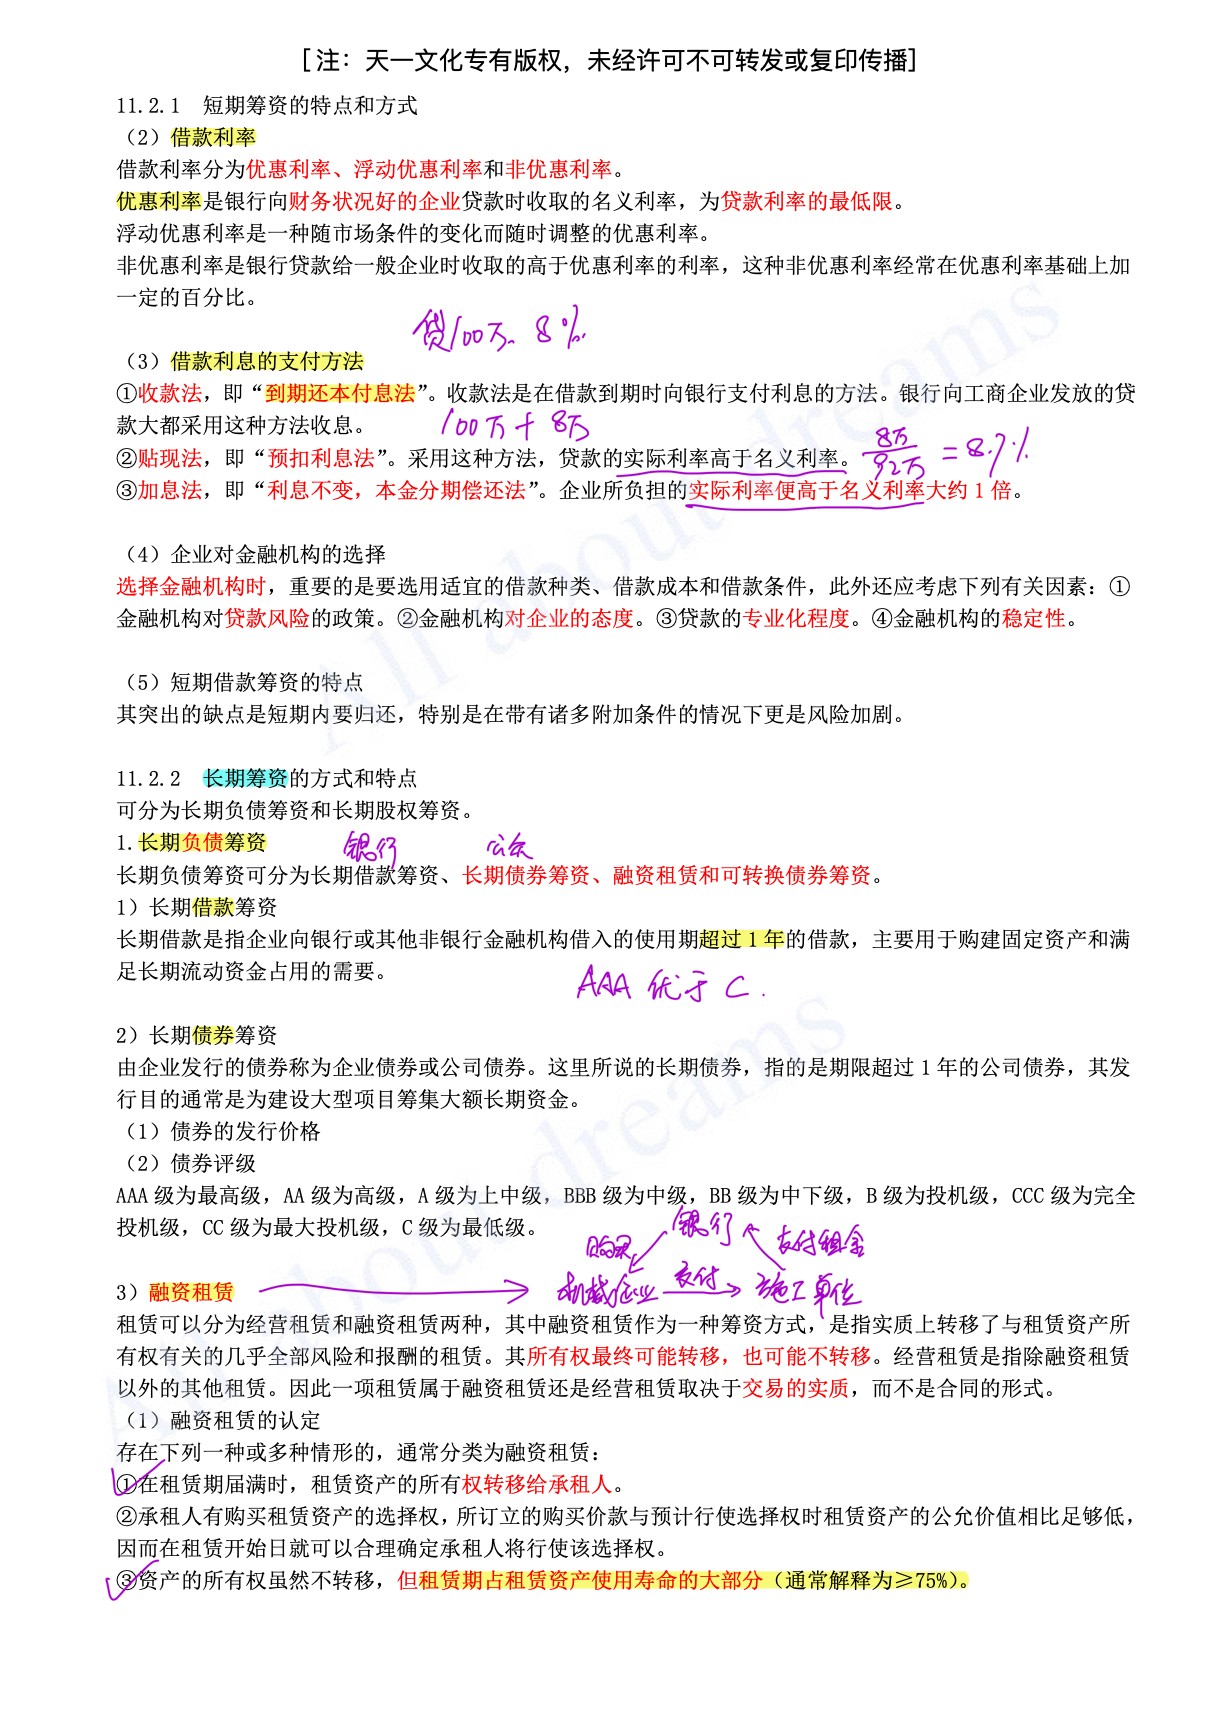 [注：天一文化专有版权，未经许可不可转发或复印传播]
11.2.1 短期筹资的特点和方式
（2）借款利率
借款利率分为优惠利率、浮动优惠利率和非优惠利率。
优惠利率是银行向财务状况好的企业贷款时收取的名义利率，为贷款利率的最低限。
浮动优惠利率是一种随市场条件的变化而随时调整的优惠利率。
非优惠利率是银行贷款给一般企业时收取的高于优惠利率的利率，这种非优惠利率经常在优惠利率基础上加
一定的百分比。
贷100万、8%.
（3）借款利息的支付方法
①收款法，即“到期还本付息法”。收款法是在借款到期时向银行支付利息的方法。银行向工商企业发放的贷
款大都采用这种方法收息。
100万+8万
②贴现法，即“预扣利息法”。采用这种方法，贷款的实际利率高于名义利率。
8万/92万=8.7%
③加息法，即“利息不变，本金分期偿还法”。企业所负担的实际利率便高于名义利率大约1倍。
（4）企业对金融机构的选择
选择金融机构时，重要的是要选用适宜的借款种类、借款成本和借款条件，此外还应考虑下列有关因素：①
金融机构对贷款风险的政策。②金融机构对企业的态度。③贷款的专业化程度。④金融机构的稳定性。
（5）短期借款筹资的特点
其突出的缺点是短期内要归还，特别是在带有诸多附加条件的情况下更是风险加剧。
11.2.2 长期筹资的方式和特点
可分为长期负债筹资和长期股权筹资。
1.长期负债筹资
银行 公众
长期负债筹资可分为长期借款筹资、长期债券筹资、融资租赁和可转换债券筹资。
1）长期借款筹资
长期借款是指企业向银行或其他非银行金融机构借入的使用期超过1年的借款，主要用于购建固定资产和满
足长期流动资金占用的需要。
AAA 优于 C.
2）长期债券筹资
由企业发行的债券称为企业债券或公司债券。这里所说的长期债券，指的是期限超过1年的公司债券，其发
行目的通常是为建设大型项目筹集大额长期资金。
（1）债券的发行价格
（2）债券评级
AAA级为最高级，AA级为高级，A级为上中级，BBB级为中级，BB级为中下级，B级为投机级，CCC级为完全
投机级，CC级为最大投机级，C级为最低级。
银行
购买 支付租金
3）融资租赁
机械企业 交付 施工单位
租赁可以分为经营租赁和融资租赁两种，其中融资租赁作为一种筹资方式，是指实质上转移了与租赁资产所
有权有关的几乎全部风险和报酬的租赁。其所有权最终可能转移，也可能不转移。经营租赁是指除融资租赁
以外的其他租赁。因此一项租赁属于融资租赁还是经营租赁取决于交易的实质，而不是合同的形式。
（1）融资租赁的认定
存在下列一种或多种情形的，通常分类为融资租赁：
①在租赁期届满时，租赁资产的所有权转移给承租人。
②承租人有购买租赁资产的选择权，所订立的购买价款与预计行使选择权时租赁资产的公允价值相比足够低，
因而在租赁开始日就可以合理确定承租人将行使该选择权。
③资产的所有权虽然不转移，但租赁期占租赁资产使用寿命的大部分（通常解释为≥75%）。
All about dreams
All about dreams